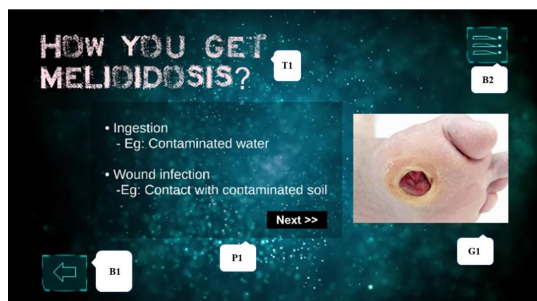 HOW YOU GET
MELIOIDOSIS?
T1
B2
• Ingestion
- Eg: Contaminated water
• Wound infection
-Eg: Contact with contaminated soil
Next >>
G1
P1
B1